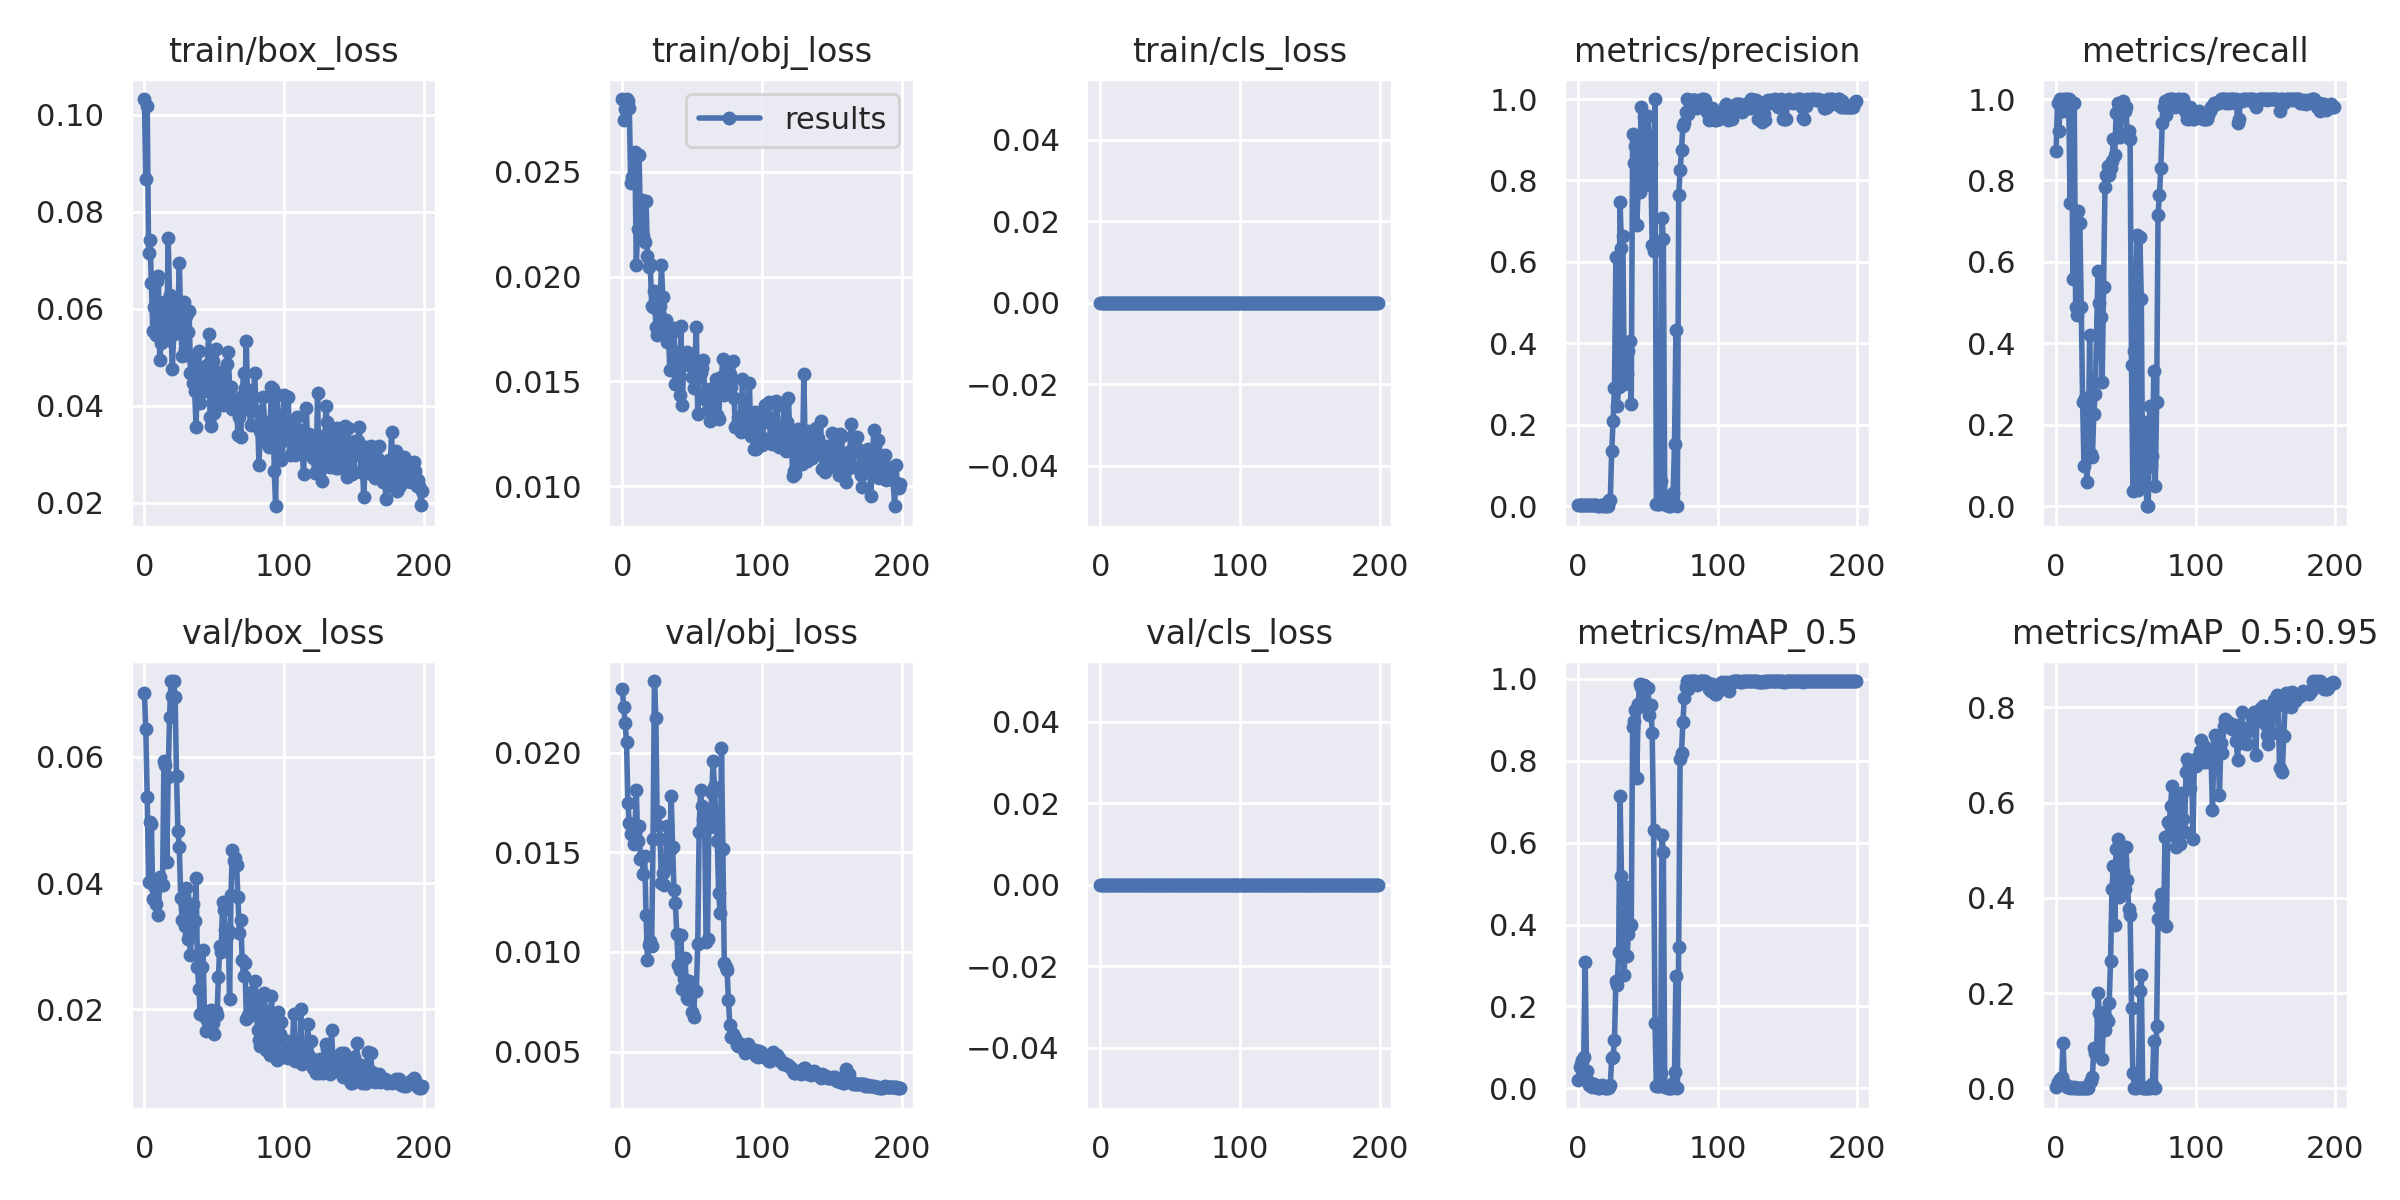 train/box_loss
0.10
0.08
0.06
0.04
0.02
0 100 200
train/obj_loss
results
0.025
0.020
0.015
0.010
0 100 200
train/cls_loss
0.04
0.02
0.00
−0.02
−0.04
0 100 200
metrics/precision
1.0
0.8
0.6
0.4
0.2
0.0
0 100 200
metrics/recall
1.0
0.8
0.6
0.4
0.2
0.0
0 100 200
val/box_loss
0.06
0.04
0.02
0 100 200
val/obj_loss
0.020
0.015
0.010
0.005
0 100 200
val/cls_loss
0.04
0.02
0.00
−0.02
−0.04
0 100 200
metrics/mAP_0.5
1.0
0.8
0.6
0.4
0.2
0.0
0 100 200
metrics/mAP_0.5:0.95
0.8
0.6
0.4
0.2
0.0
0 100 200